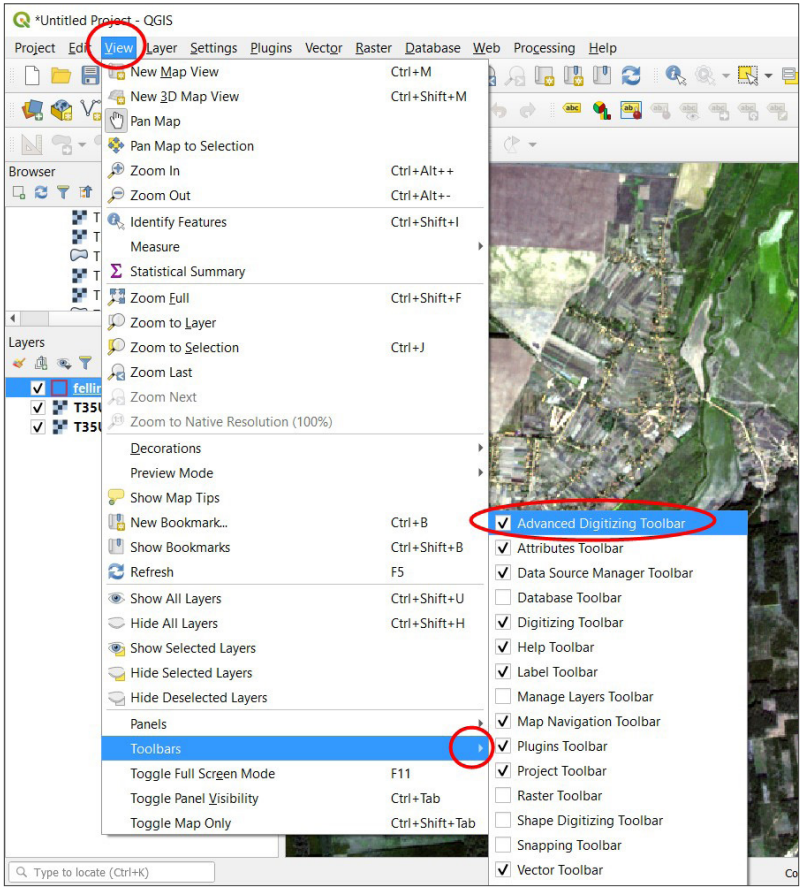 *Untitled Project - QGIS
Project Edit View Layer Settings Plugins Vector Raster Database Web Processing Help
New Map View Ctrl+M
New 3D Map View Ctrl+Shift+M
abc abc
Pan Map
Pan Map to Selection
Browser
Zoom In Ctrl+Alt++
Zoom Out Ctrl+Alt+-
T
Identify Features Ctrl+Shift+I
T
Measure
T
Statistical Summary
T
T
Zoom Full Ctrl+Shift+F
Zoom to Layer
Layers
Zoom to Selection Ctrl+J
Zoom Last
fellin
Zoom Next
T35U
Zoom to Native Resolution (100%)
T35U
Decorations
Preview Mode
Show Map Tips
New Bookmark... Ctrl+B
Show Bookmarks Ctrl+Shift+B
Refresh F5
Show All Layers Ctrl+Shift+U
Hide All Layers Ctrl+Shift+H
Show Selected Layers
Hide Selected Layers
Hide Deselected Layers
Panels
Toolbars
Toggle Full Screen Mode F11
Toggle Panel Visibility Ctrl+Tab
Toggle Map Only Ctrl+Shift+Tab
Advanced Digitizing Toolbar
Attributes Toolbar
Data Source Manager Toolbar
Database Toolbar
Digitizing Toolbar
Help Toolbar
Label Toolbar
Manage Layers Toolbar
Map Navigation Toolbar
Plugins Toolbar
Project Toolbar
Raster Toolbar
Shape Digitizing Toolbar
Snapping Toolbar
Vector Toolbar
Type to locate (Ctrl+K)
Co